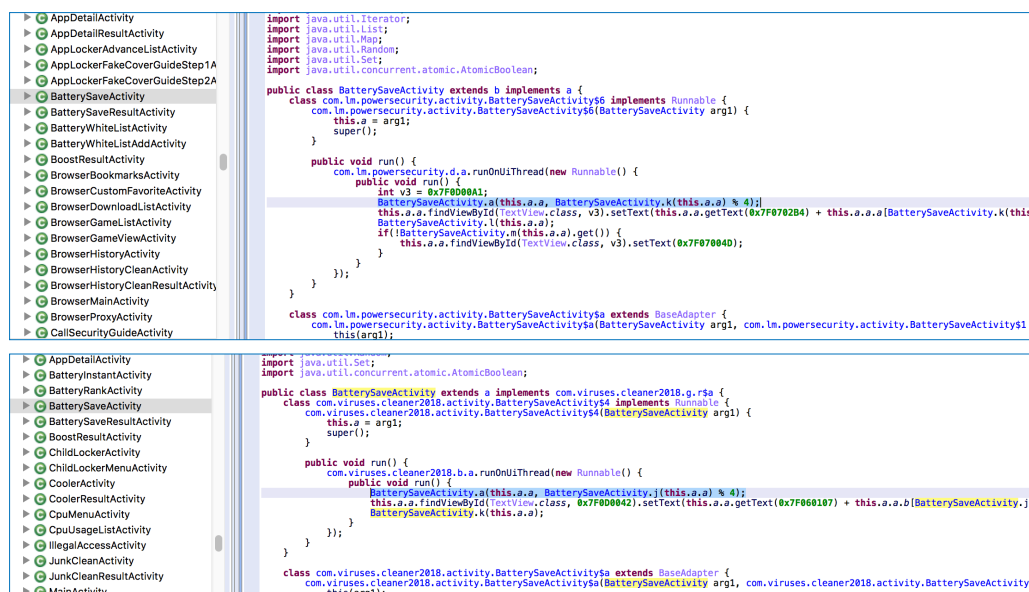 AppDetailActivity
AppDetailResultActivity
AppLockerAdvanceListActivity
AppLockerFakeCoverGuideStep1A
AppLockerFakeCoverGuideStep2A
BatterySaveActivity
BatterySaveResultActivity
BatteryWhiteListActivity
BatteryWhiteListAddActivity
BoostResultActivity
BrowserBookmarksActivity
BrowserCustomFavoriteActivity
BrowserDownloadListActivity
BrowserGameListActivity
BrowserGameViewActivity
BrowserHistoryActivity
BrowserHistoryCleanActivity
BrowserHistoryCleanResultActivity
BrowserMainActivity
BrowserProxyActivity
CallSecurityGuideActivity
import java.util.Iterator;
import java.util.List;
import java.util.Map;
import java.util.Random;
import java.util.Set;
import java.util.concurrent.atomic.AtomicBoolean;
public class BatterySaveActivity extends b implements a {
class com.lm.powersecurity.activity.BatterySaveActivity$6 implements Runnable {
com.lm.powersecurity.activity.BatterySaveActivity$6(BatterySaveActivity arg1) {
this.a = arg1;
super();
}
public void run() {
com.lm.powersecurity.d.a.runOnUiThread(new Runnable() {
public void run() {
int v3 = 0x7F0D00A1;
BatterySaveActivity.a(this.a.a, BatterySaveActivity.k(this.a.a) % 4);
this.a.a.findViewById(TextView.class, v3).setText(this.a.a.getText(0x7F0702B4) + this.a.a.a[BatterySaveActivity.k(this
BatterySaveActivity.l(this.a.a);
if(!BatterySaveActivity.m(this.a.a).get()) {
this.a.a.findViewById(TextView.class, v3).setText(0x7F07004D);
}
}
});
}
}
class com.lm.powersecurity.activity.BatterySaveActivity$a extends BaseAdapter {
com.lm.powersecurity.activity.BatterySaveActivity$a(BatterySaveActivity arg1, com.lm.powersecurity.activity.BatterySaveActivity$1
this(arg1);
AppDetailActivity
BatteryInstantActivity
BatteryRankActivity
BatterySaveActivity
BatterySaveResultActivity
BoostResultActivity
ChildLockerActivity
ChildLockerMenuActivity
CoolerActivity
CoolerResultActivity
CpuMenuActivity
CpuUsageListActivity
IllegalAccessActivity
JunkCleanActivity
JunkCleanResultActivity
MainActivity
import java.util.Random;
import java.util.Set;
import java.util.concurrent.atomic.AtomicBoolean;
public class BatterySaveActivity extends a implements com.viruses.cleaner2018.g.r$a {
class com.viruses.cleaner2018.activity.BatterySaveActivity$4 implements Runnable {
com.viruses.cleaner2018.activity.BatterySaveActivity$4(BatterySaveActivity arg1) {
this.a = arg1;
super();
}
public void run() {
com.viruses.cleaner2018.b.a.runOnUiThread(new Runnable() {
public void run() {
BatterySaveActivity.a(this.a.a, BatterySaveActivity.j(this.a.a) % 4);
this.a.a.findViewById(TextView.class, 0x7F0D0042).setText(this.a.a.getText(0x7F060107) + this.a.a.b[BatterySaveActivity.j
BatterySaveActivity.k(this.a.a);
}
});
}
}
class com.viruses.cleaner2018.activity.BatterySaveActivity$a extends BaseAdapter {
com.viruses.cleaner2018.activity.BatterySaveActivity$a(BatterySaveActivity arg1, com.viruses.cleaner2018.activity.BatterySaveActivity
this(arg1);